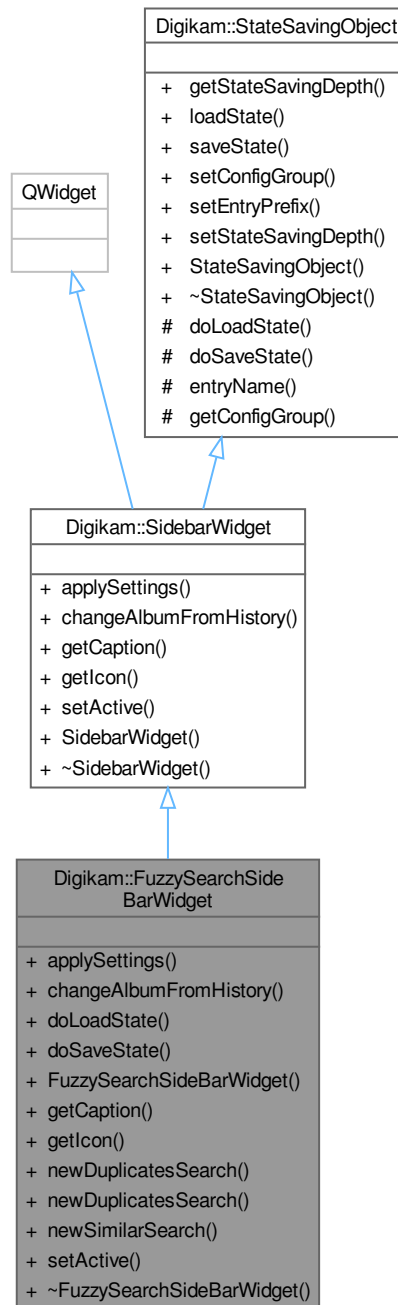 Digikam::StateSavingObject
+ getStateSavingDepth()
+ loadState()
+ saveState()
+ setConfigGroup()
+ setEntryPrefix()
+ setStateSavingDepth()
+ StateSavingObject()
+ ~StateSavingObject()
# doLoadState()
# doSaveState()
# entryName()
# getConfigGroup()
QWidget
Digikam::SidebarWidget
+ applySettings()
+ changeAlbumFromHistory()
+ getCaption()
+ getIcon()
+ setActive()
+ SidebarWidget()
+ ~SidebarWidget()
Digikam::FuzzySearchSide
BarWidget
+ applySettings()
+ changeAlbumFromHistory()
+ doLoadState()
+ doSaveState()
+ FuzzySearchSideBarWidget()
+ getCaption()
+ getIcon()
+ newDuplicatesSearch()
+ newDuplicatesSearch()
+ newSimilarSearch()
+ setActive()
+ ~FuzzySearchSideBarWidget()